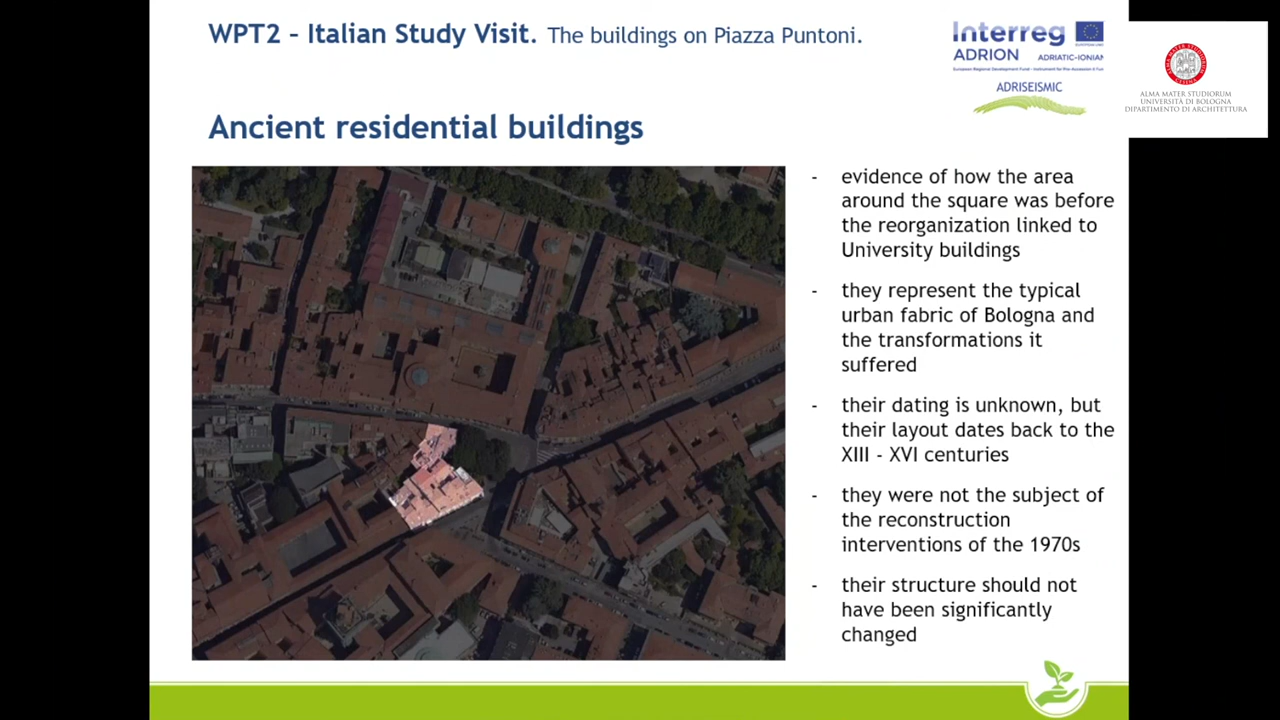 WPT2 – Italian Study Visit. The buildings on Piazza Puntoni.
Interreg
ADRION ADRIATIC-IONIAN
ADRISEISMIC
ALMA MATER STUDIORUM
UNIVERSITÀ DI BOLOGNA
DIPARTIMENTO DI ARCHITETTURA
Ancient residential buildings
- evidence of how the area
around the square was before
the reorganization linked to
University buildings
- they represent the typical
urban fabric of Bologna and
the transformations it
suffered
- their dating is unknown, but
their layout dates back to the
XIII - XVI centuries
- they were not the subject of
the reconstruction
interventions of the 1970s
- their structure should not
have been significantly
changed